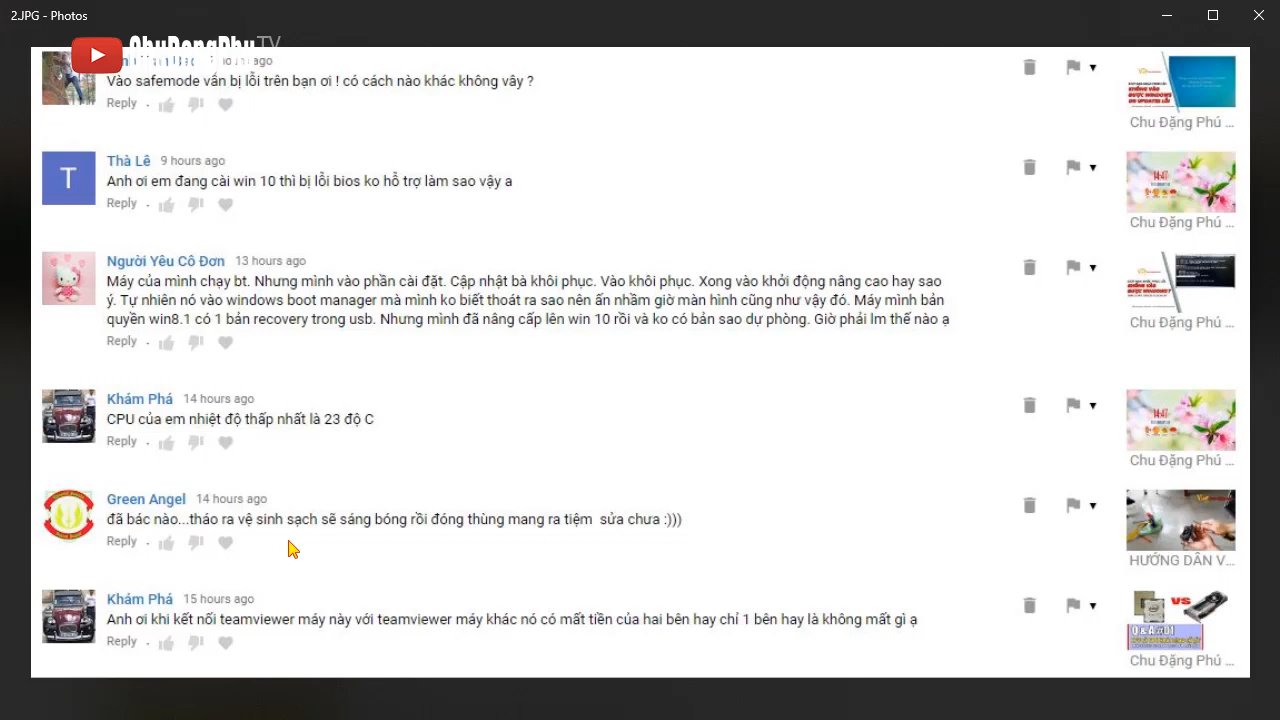 2.JPG - Photos
ChuDangPhu TV
hours ago
Vào safemode vẫn bị lỗi trên bạn ơi ! có cách nào khác không vây ?
Reply
Chu Đặng Phú ...
T
Thà Lê 9 hours ago
Anh ơi em đang cài win 10 thì bị lỗi bios ko hỗ trợ làm sao vậy a
Reply
14:47
Chu Đặng Phú ...
Người Yêu Cô Đơn 13 hours ago
Máy của mình chạy bt. Nhưng mình vào phần cài đặt. Cập nhật bà khôi phục. Vào khôi phục. Xong vào khởi động nâng cao hay sao
ý. Tự nhiên nó vào windows boot manager mà mình ko biết thoát ra sao nên ấn nhầm giờ màn hình cũng như vậy đó. Máy mình bản
quyền win8.1 có 1 bản recovery trong usb. Nhưng mình đã nâng cấp lên win 10 rồi và ko có bản sao dự phòng. Giờ phải lm thế nào ạ
Reply
Chu Đặng Phú ...
Khám Phá 14 hours ago
CPU của em nhiệt độ thấp nhất là 23 độ C
Reply
14:47
Chu Đặng Phú ...
Green Angel 14 hours ago
đã bác nào...tháo ra vệ sinh sạch sẽ sáng bóng rồi đóng thùng mang ra tiệm sửa chưa :)))
Reply
HƯỚNG DẪN V...
Khám Phá 15 hours ago
Anh ơi khi kết nối teamviewer máy này với teamviewer máy khác nó có mất tiền của hai bên hay chỉ 1 bên hay là không mất gì ạ
Reply
VS
Q & A#01
Chu Đặng Phú ...